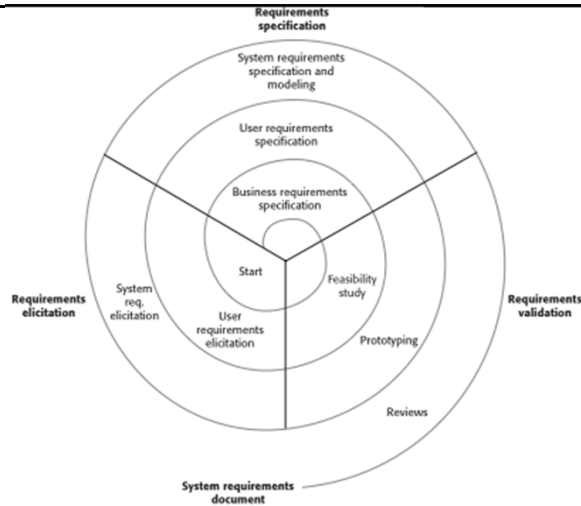 Requirements
specification
System requirements
specification and
modeling
User requirements
specification
Business requirements
specification
Start
Feasibility
study
System
req.
elicitation
User
requirements
elicitation
Requirements
elicitation
Requirements
validation
Prototyping
Reviews
System requirements
document